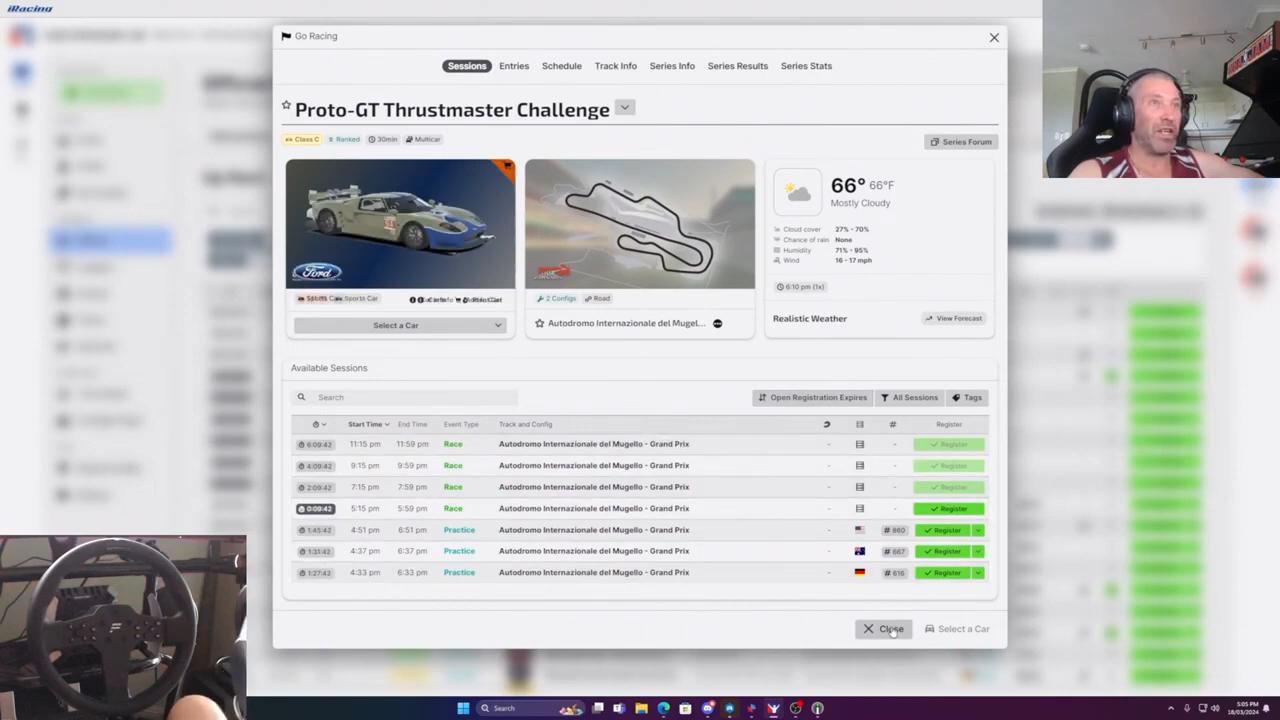 iRacing
Go Racing
Sessions Entries Schedule Track Info Series Info Series Results Series Stats
Proto-GT Thrustmaster Challenge
Class C Ranked 30min Multicar
Series Forum
Ford
Select a Car
2 Configs Road
Autodromo Internazionale del Mugel...
66° 66°F
Mostly Cloudy
Cloud cover 27% - 70%
Chance of rain None
Humidity 71% - 95%
Wind 16 - 17 mph
6:10 pm (1x)
Realistic Weather
View Forecast
Available Sessions
Search
Open Registration Expires All Sessions Tags
Start Time End Time Event Type Track and Config # Register
6:09:42 11:15 pm 11:59 pm Race Autodromo Internazionale del Mugello - Grand Prix - - Register
4:09:42 9:15 pm 9:59 pm Race Autodromo Internazionale del Mugello - Grand Prix - - Register
2:09:42 7:15 pm 7:59 pm Race Autodromo Internazionale del Mugello - Grand Prix - - Register
0:09:42 5:15 pm 5:59 pm Race Autodromo Internazionale del Mugello - Grand Prix - - Register
1:45:42 4:51 pm 6:51 pm Practice Autodromo Internazionale del Mugello - Grand Prix - # 860 Register
1:31:42 4:37 pm 6:37 pm Practice Autodromo Internazionale del Mugello - Grand Prix - # 667 Register
1:27:42 4:33 pm 6:33 pm Practice Autodromo Internazionale del Mugello - Grand Prix - # 616 Register
Close Select a Car
Search
5:05 PM
18/03/2024